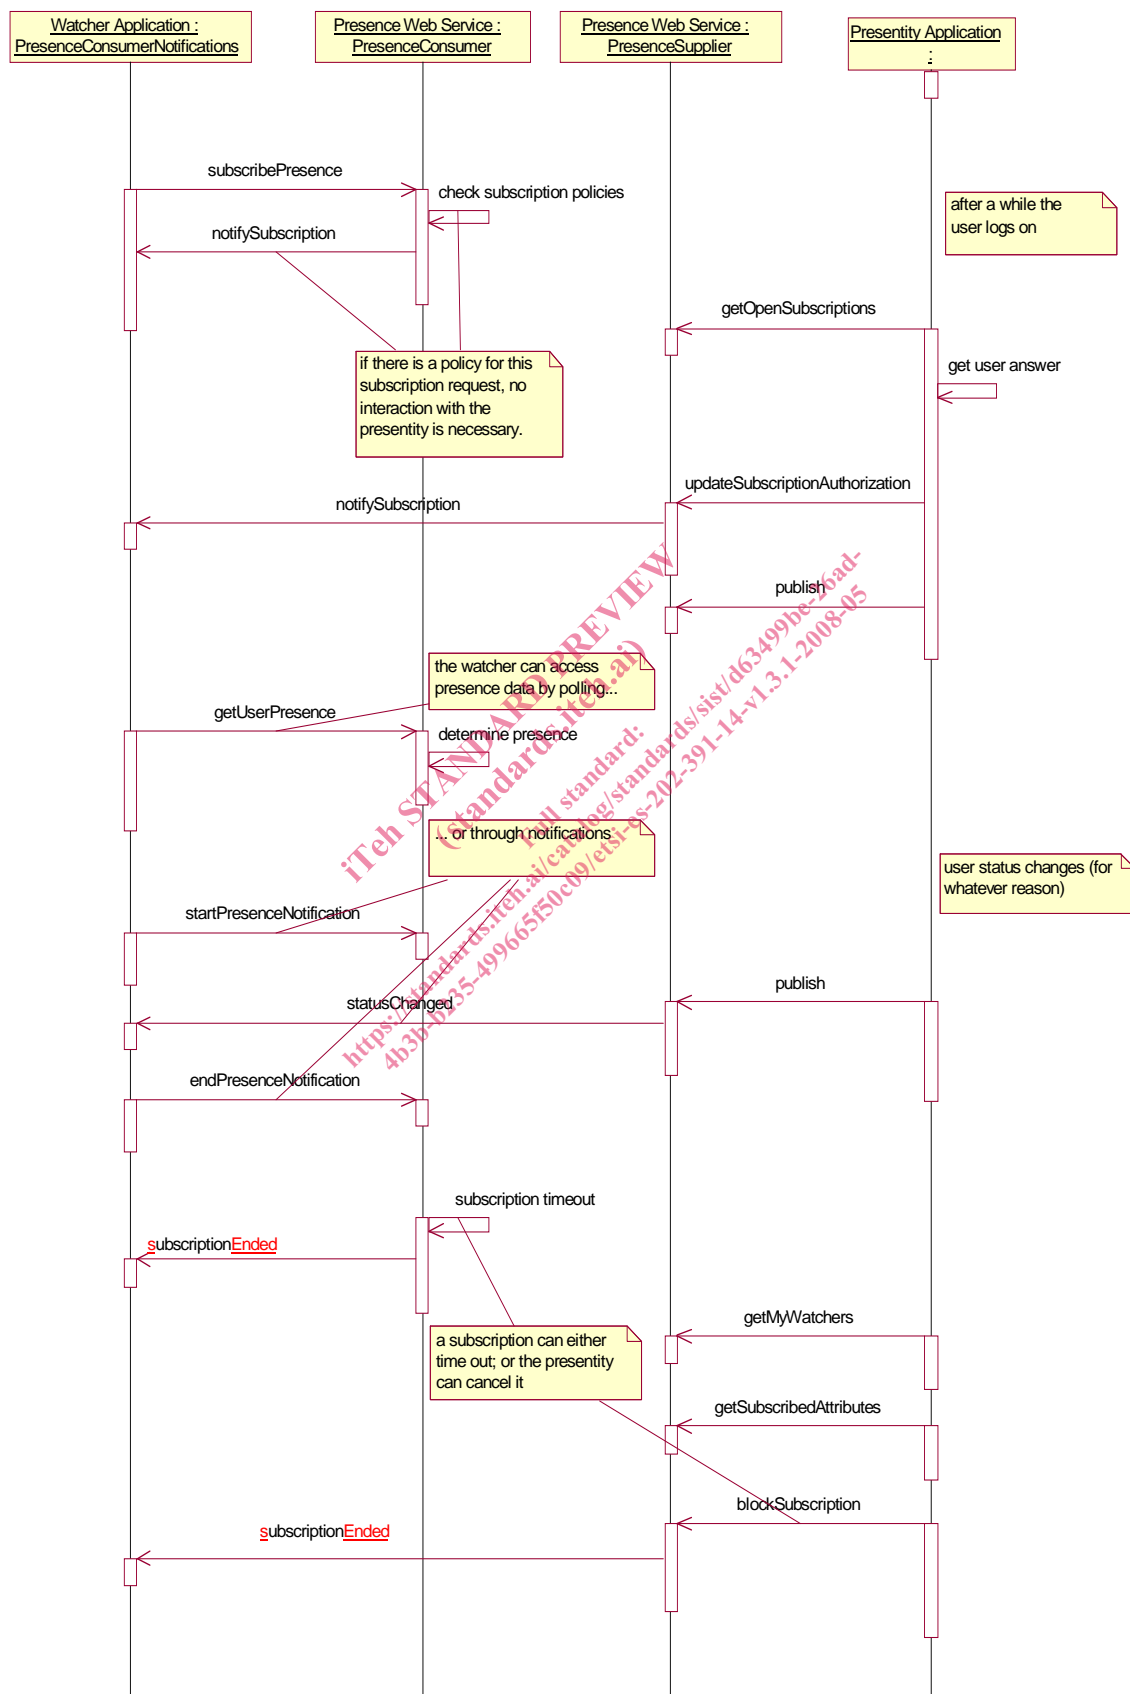 Watcher Application :
PresenceConsumerNotifications
Presence Web Service :
PresenceConsumer
Presence Web Service :
PresenceSupplier
Presentity Application
:
subscribePresence
check subscription policies
after a while the
user logs on
notifySubscription
getOpenSubscriptions
if there is a policy for this
subscription request, no
interaction with the
presentity is necessary.
get user answer
updateSubscriptionAuthorization
notifySubscription
publish
the watcher can access
presence data by polling...
getUserPresence
determine presence
... or through notifications
user status changes (for
whatever reason)
startPresenceNotification
publish
statusChanged
endPresenceNotification
subscription timeout
subscriptionEnded
getMyWatchers
a subscription can either
time out; or the presentity
can cancel it
getSubscribedAttributes
blockSubscription
subscriptionEnded
iTeh STANDARD PREVIEW
(standards.iteh.ai)
Full standard:
https://standards.iteh.ai/catalog/standards/sist/d63499be-26ad-
4b3b-b235-499665f50c09/etsi-es-202-391-14-v1.3.1-2008-05